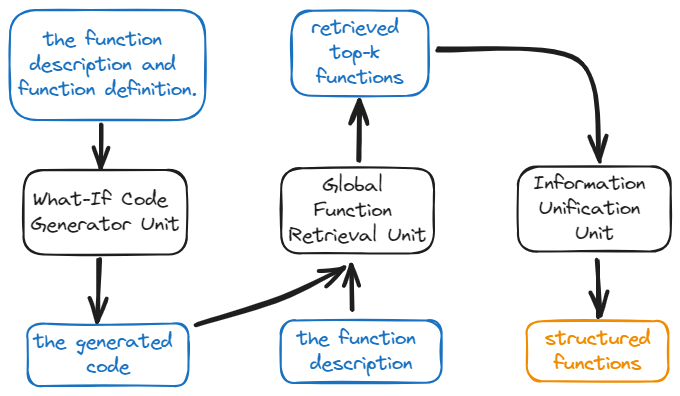 the function
description and
function definition.
What-If Code
Generator Unit
the generated
code
retrieved
top-k
functions
Global
Function
Retrieval Unit
the function
description
Information
Unification
Unit
structured
functions